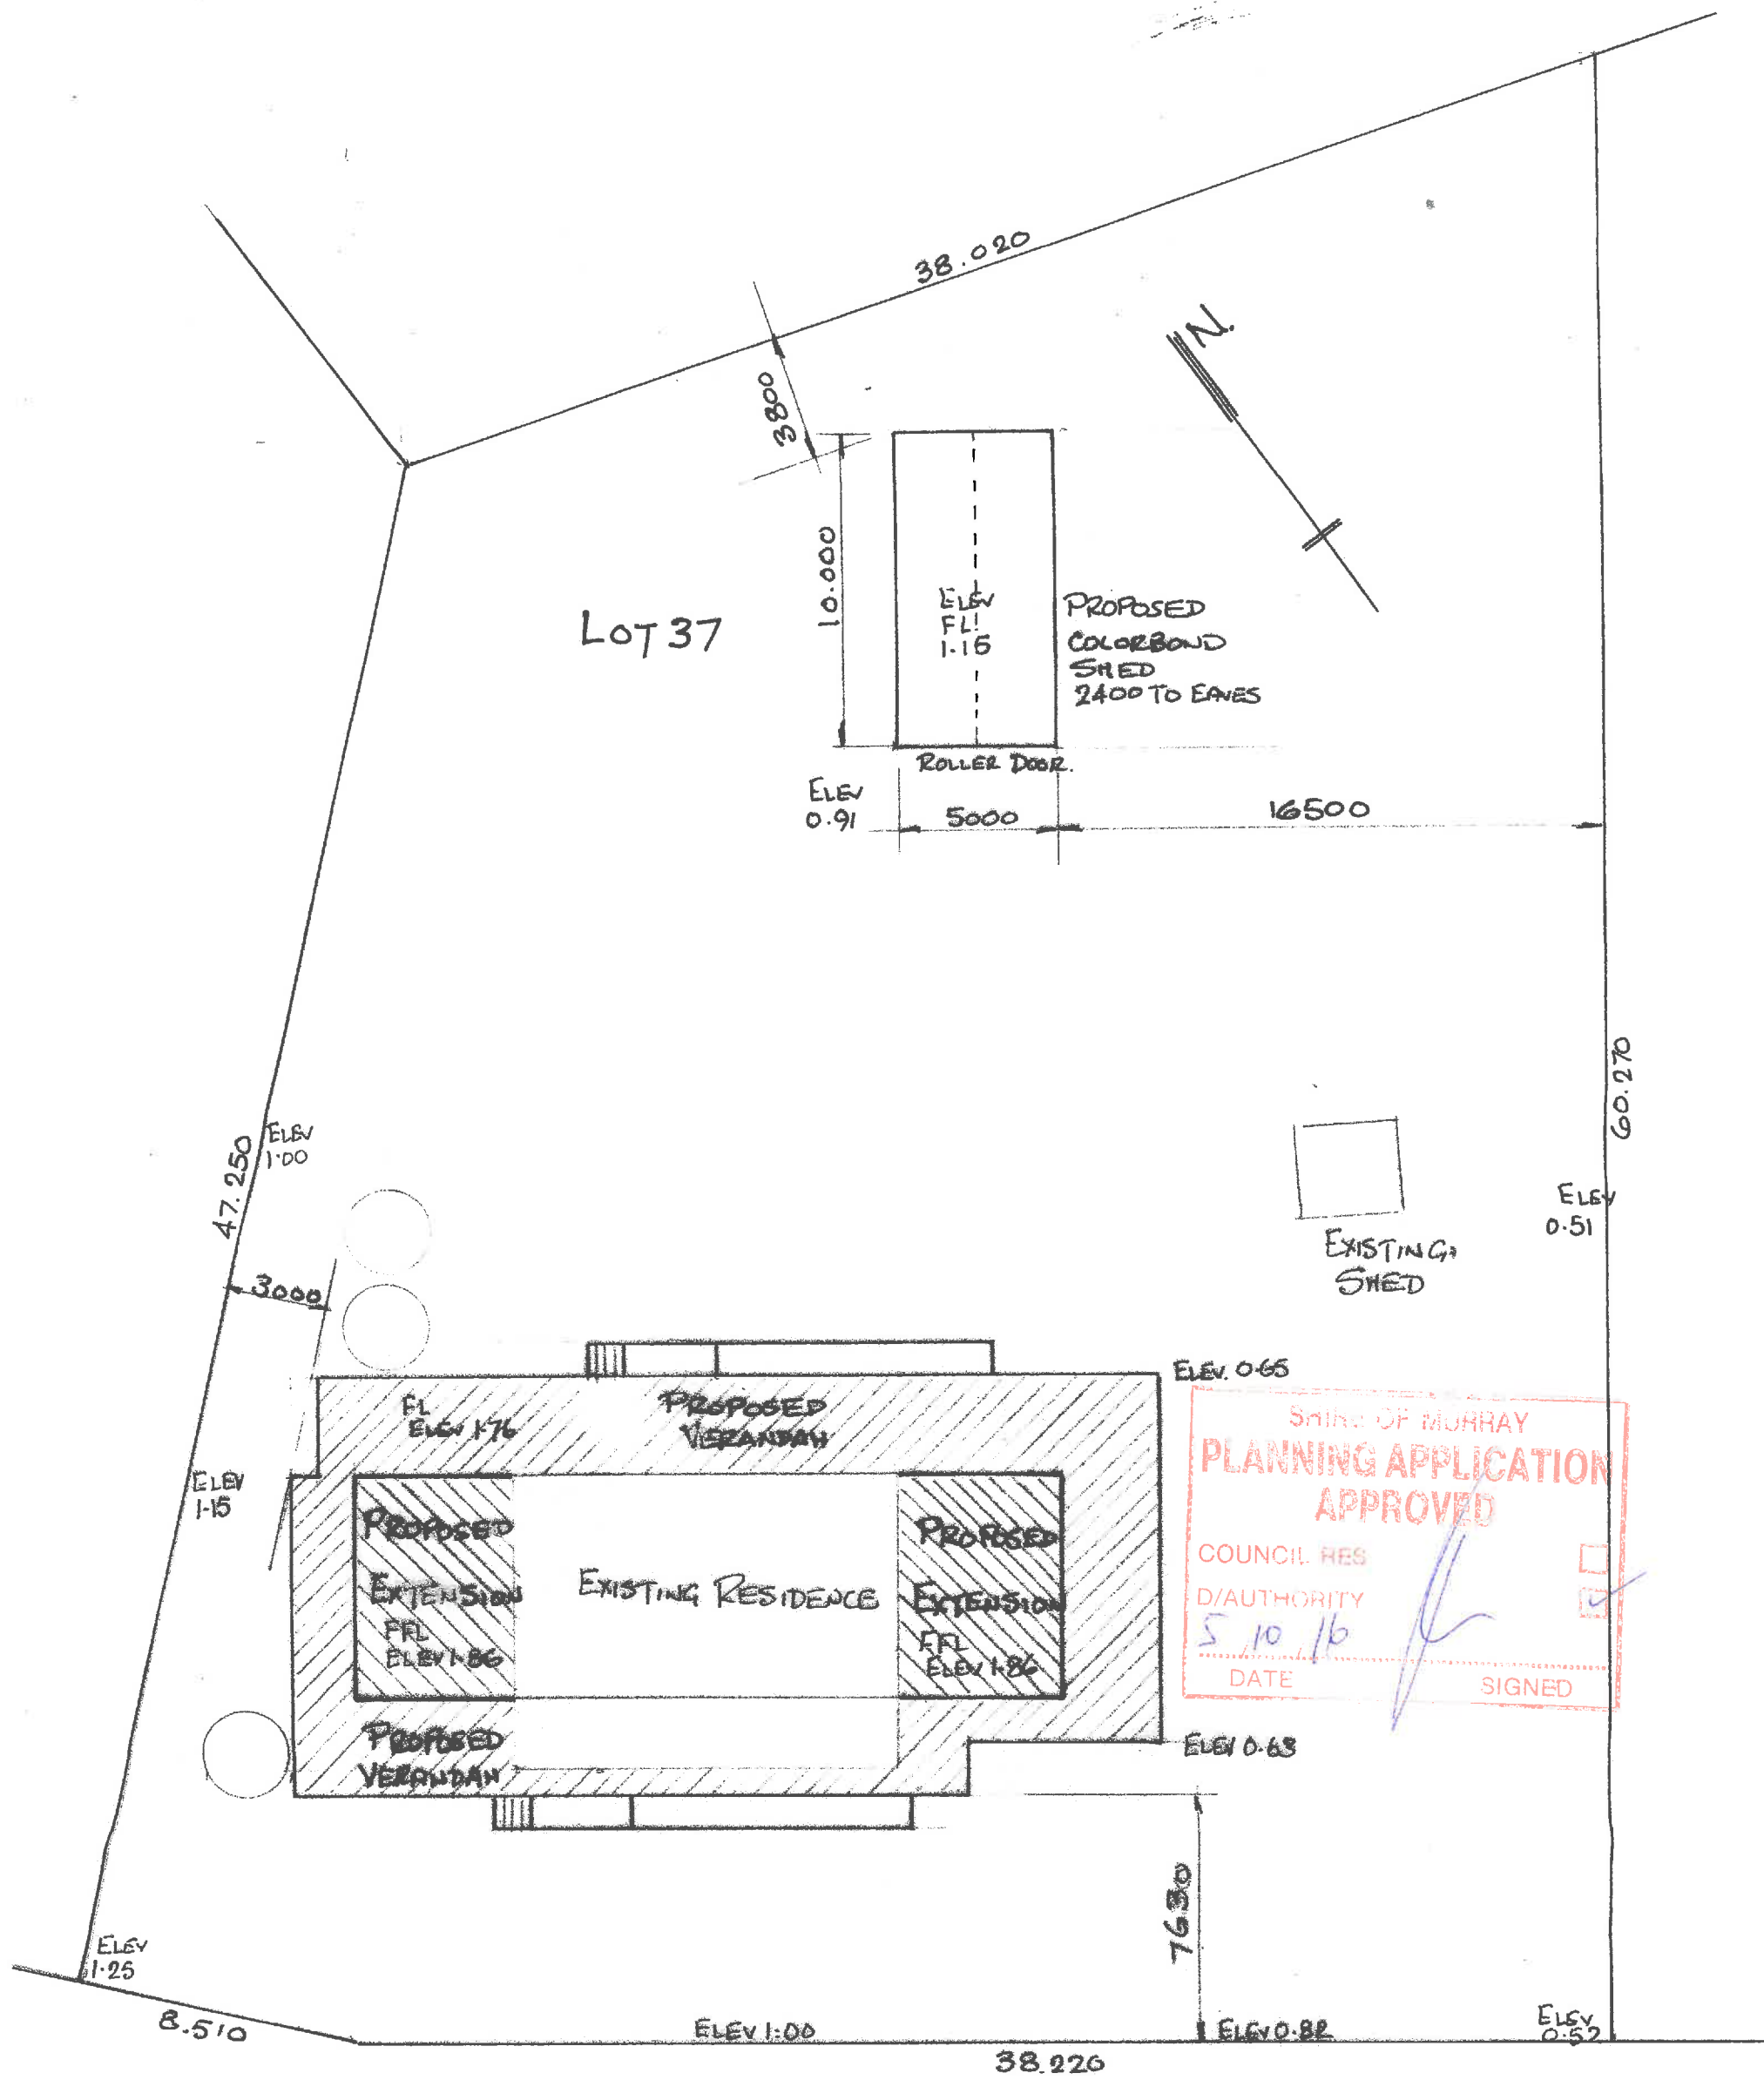 38.020
N.
3800
10.000
LOT 37
ELEV
FL!
1.15
PROPOSED
COLORBOND
SHED
2400 TO EAVES
ROLLER DOOR.
ELEV
0.91
5000
16500
60.270
47.250
ELEV
1.00
ELEV
0.51
EXISTING
SHED
3000
ELEV. 0.65
FL
ELEV 1.76
PROPOSED
VERANDAH
SHIRE OF MURRAY
PLANNING APPLICATION
APPROVED
COUNCIL RES
D/AUTHORITY
5 10 16
DATE
SIGNED
ELEV
1.15
PROPOSED
EXTENSION
FFL
ELEV 1.86
EXISTING RESIDENCE
PROPOSED
EXTENSION
FFL
ELEV 1.86
PROPOSED
VERANDAH
ELEV 0.63
7630
ELEV
1.25
8.510
ELEV 1:00
ELEV 0.82
ELEV
0.52
38.220